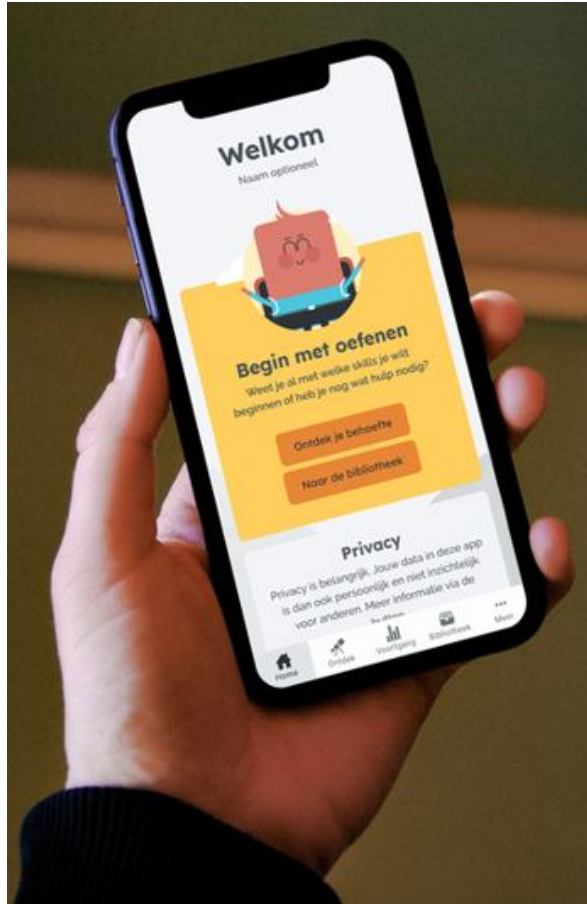 Welkom
Naam optioneel
Begin met oefenen
Weet je al met welke skills je wilt
beginnen of heb je nog wat hulp nodig?
Ontdek je behoefte
Naar de bibliotheek
Privacy
Privacy is belangrijk. Jouw data in deze app
is dan ook persoonlijk en niet inzichtelijk
voor anderen. Meer informatie via de
Home
Ontdek
Voortgang
Bibliotheek
Meer